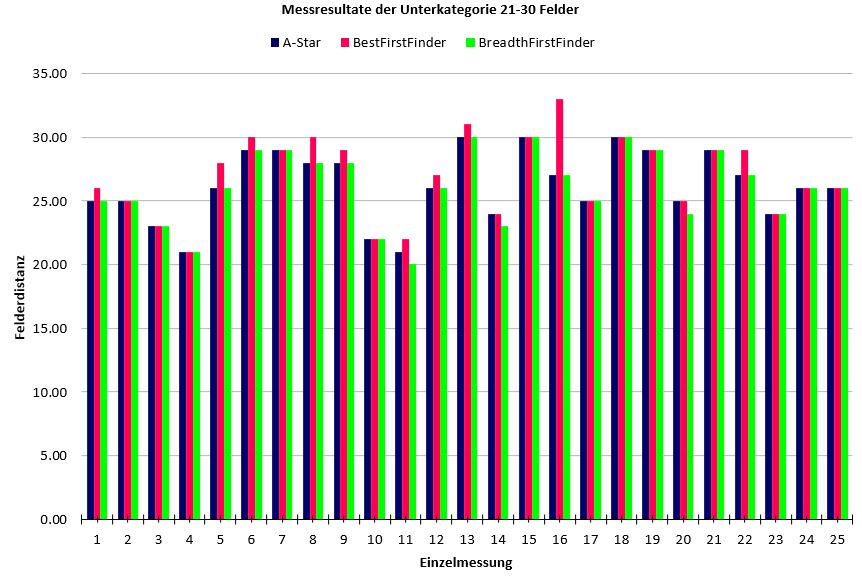 Messresultate der Unterkategorie 21-30 Felder
A-Star BestFirstFinder BreadthFirstFinder
35.00
30.00
25.00
20.00
15.00
10.00
5.00
0.00
Felderdistanz
1 2 3 4 5 6 7 8 9 10 11 12 13 14 15 16 17 18 19 20 21 22 23 24 25
Einzelmessung